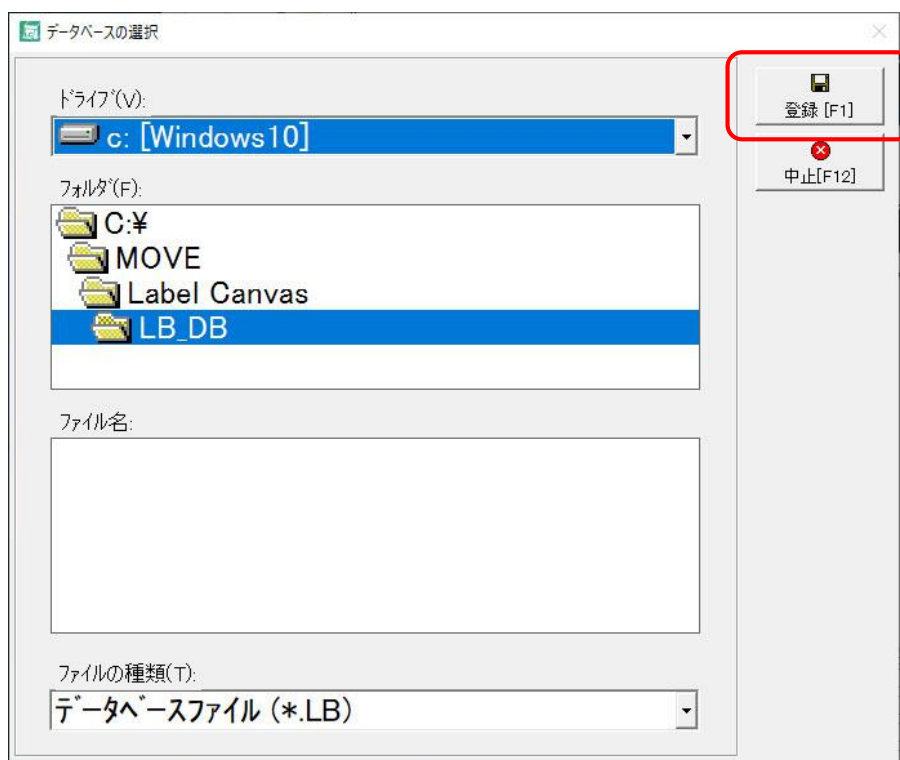 データベースの選択
ドライブ(V):
c: [Windows10]
フォルダ(F):
C:¥
MOVE
Label Canvas
LB_DB
ファイル名:
ファイルの種類(T):
データベースファイル (*.LB)
登録 [F1]
中止[F12]